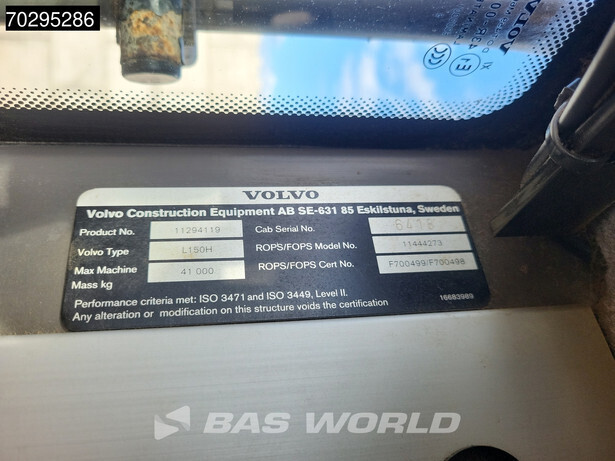 70295286
VOLVO
CCC
VOLVO
Volvo Construction Equipment AB SE-631 85 Eskilstuna, Sweden
Product No. 11294119 Cab Serial No.
Volvo Type L150H ROPS/FOPS Model No. 11444273
Max Machine Mass kg 41 000 ROPS/FOPS Cert No. F700499/F700498
Performance criteria met: ISO 3471 and ISO 3449, Level II.
Any alteration or modification on this structure voids the certification
16683989
BAS WORLD